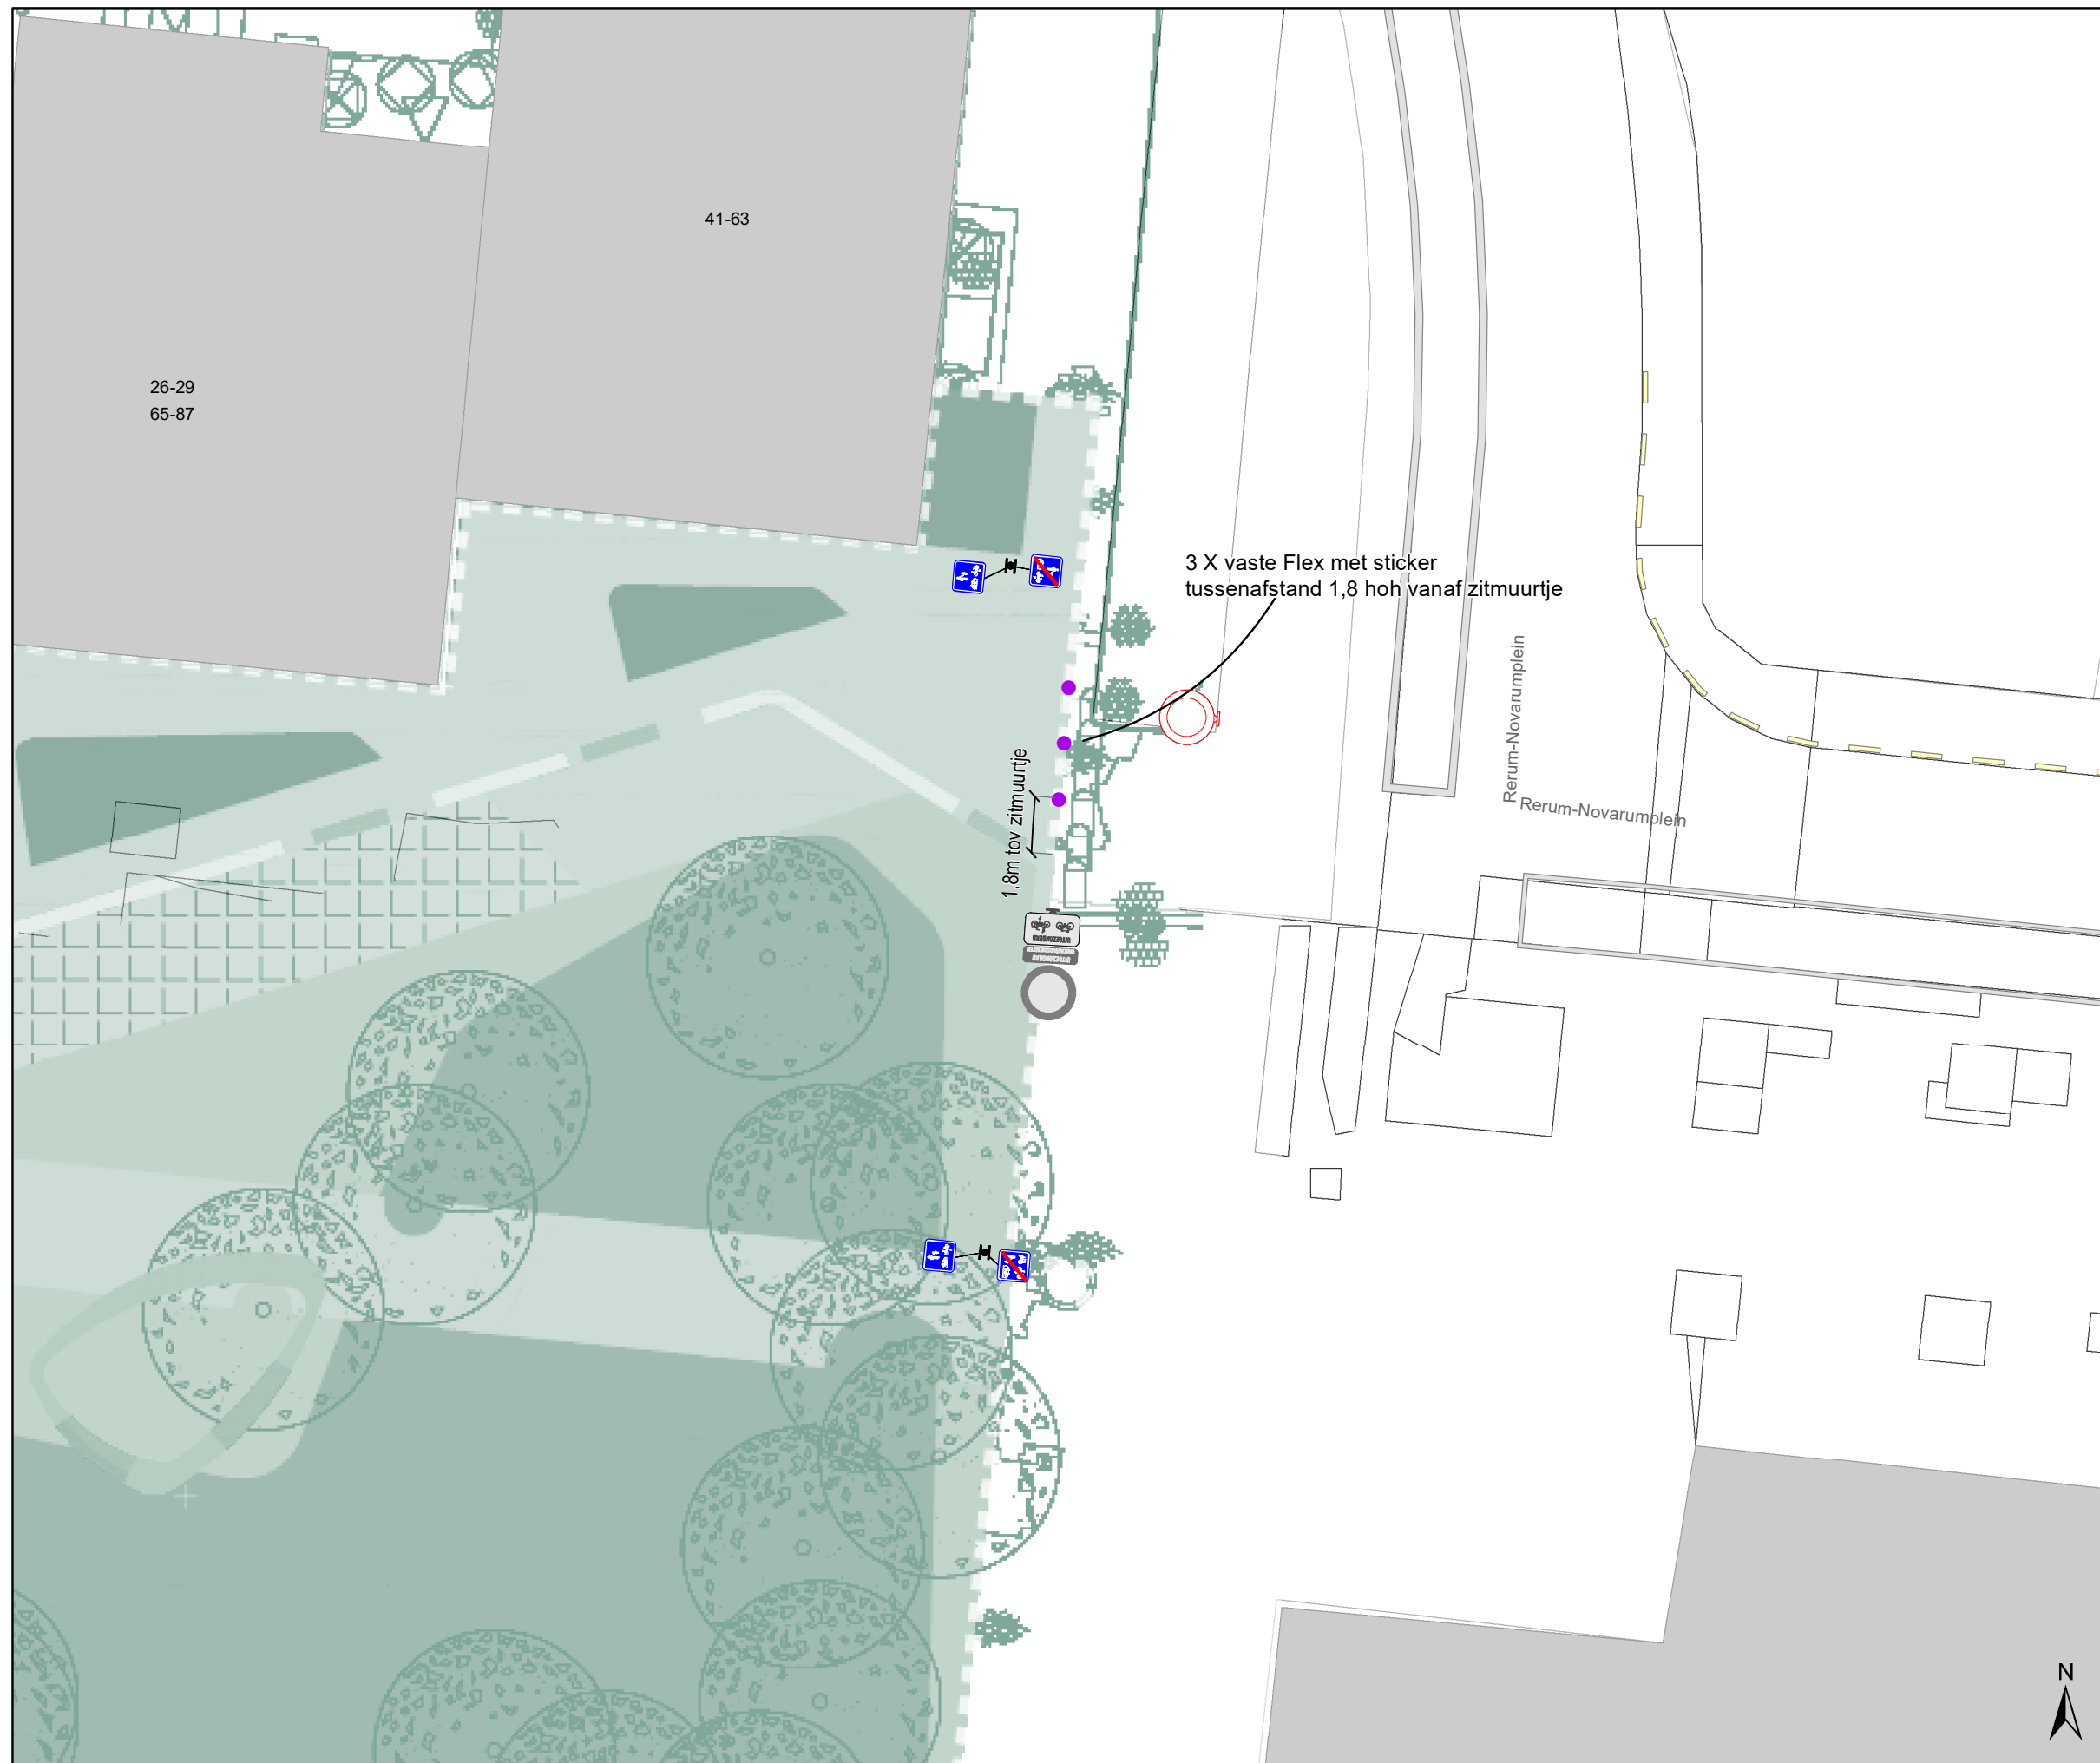 41-63
26-29
65-87
3 X vaste Flex met sticker
tussenafstand 1,8 hoh vanaf zitmuurtje
Rerum-Novarumplein
Rerum-Novarumplein
1,8m tov zitmuurtje
UITGEZONDERD
N